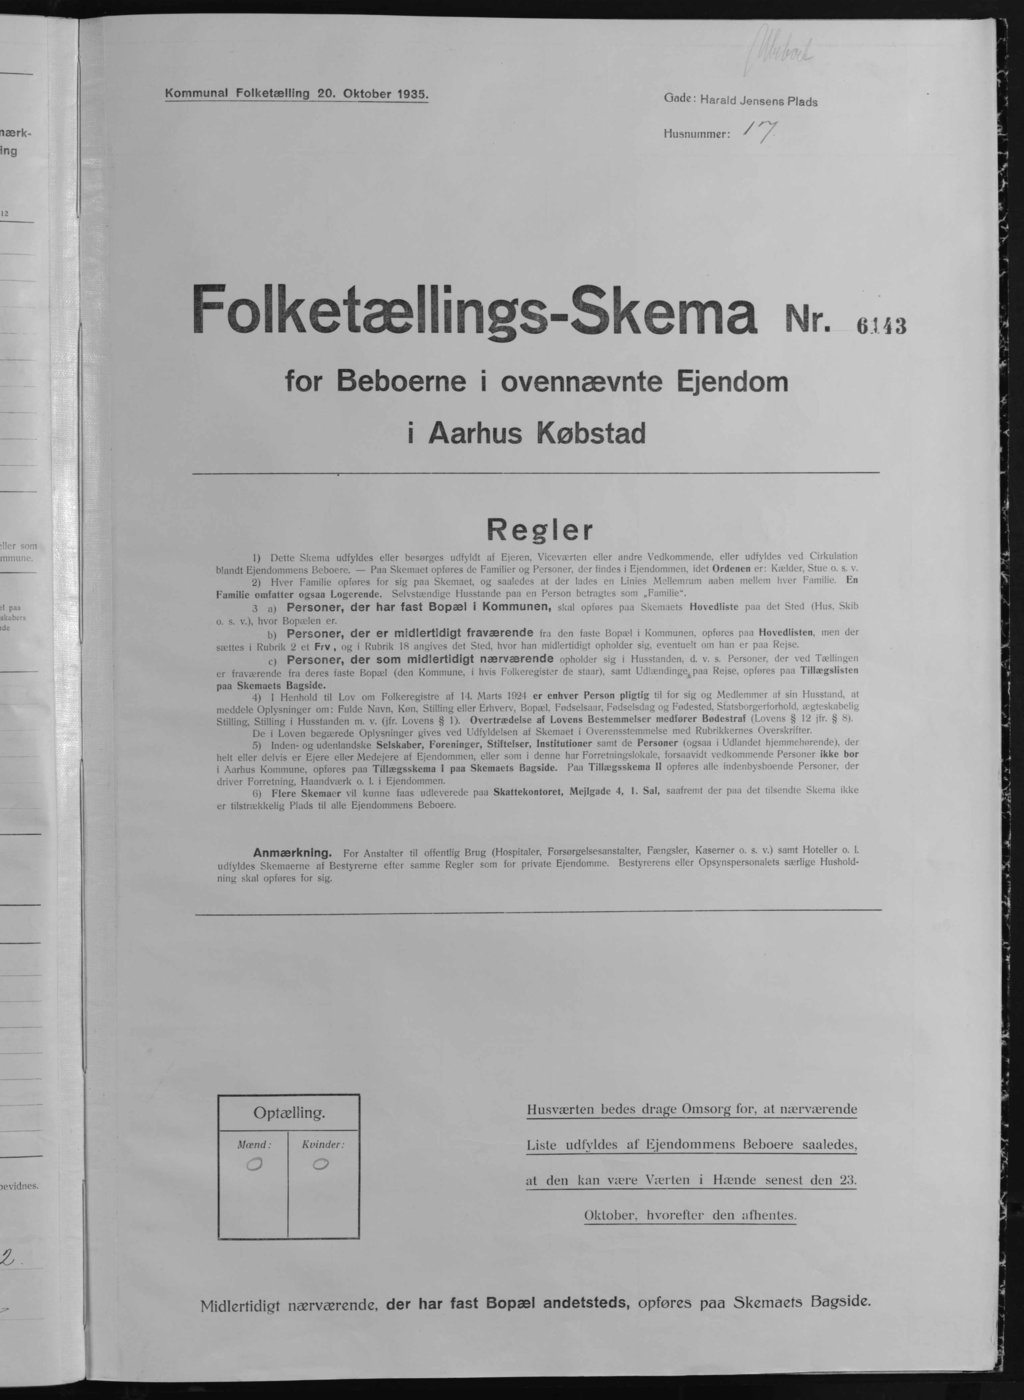 Kommunal Folketælling 20. Oktober 1935.
Gade: Harald Jensens Plads
Husnummer: 17
Folketællings-Skema Nr. 6143
for Beboerne i ovennævnte Ejendom
i Aarhus Købstad
Regler
1) Dette Skema udfyldes eller besørges udfyldt af Ejeren, Viceværten eller andre Vedkommende, eller udfyldes ved Cirkulation
blandt Ejendommens Beboere. — Paa Skemaet opføres de Familier og Personer, der findes i Ejendommen, idet Ordenen er: Kælder, Stue o. s. v.
2) Hver Familie opføres for sig paa Skemaet, og saaledes at der lades en Linies Mellemrum aaben mellem hver Familie. En
Familie omfatter ogsaa Logerende. Selvstændige Husstande paa en Person betragtes som „Familie".
3 a) Personer, der har fast Bopæl i Kommunen, skal opføres paa Skemaets Hovedliste paa det Sted (Hus, Skib
o. s. v.), hvor Bopælen er.
b) Personer, der er midlertidigt fraværende fra den faste Bopæl i Kommunen, opføres paa Hovedlisten, men der
sættes i Rubrik 2 et Frv., og i Rubrik 18 angives det Sted, hvor han midlertidigt opholder sig, eventuelt om han er paa Rejse.
c) Personer, der som midlertidigt nærværende opholder sig i Husstanden, d. v. s. Personer, der ved Tællingen
er fraværende fra deres faste Bopæl (den Kommune, i hvis Folkeregister de staar), samt Udlændinge paa Rejse, opføres paa Tillægslisten
paa Skemaets Bagside.
4) I Henhold til Lov om Folkeregistre af 14. Marts 1924 er enhver Person pligtig til for sig og Medlemmer af sin Husstand, at
meddele Oplysninger om: Fulde Navn, Køn, Stilling eller Erhverv, Bopæl, Fødselsaar, Fødselsdag og Fødested, Statsborgerforhold, ægteskabelig
Stilling, Stilling i Husstanden m. v. (jfr. Lovens § 1). Overtrædelse af Lovens Bestemmelser medfører Bødestraf (Lovens § 12 jfr. § 8).
De i Loven begærede Oplysninger gives ved Udfyldelsen af Skemaet i Overensstemmelse med Rubrikkernes Overskrifter.
5) Inden- og udenlandske Selskaber, Foreninger, Stiftelser, Institutioner samt de Personer (ogsaa i Udlandet hjemmehørende), der
helt eller delvis er Ejere eller Medejere af Ejendommen, eller som i denne har Forretningslokale, forsaavidt vedkommende Personer ikke bor
i Aarhus Kommune, opføres paa Tillægsskema I paa Skemaets Bagside. Paa Tillægsskema II opføres alle indenbyshoende Personer, der
driver Forretning, Haandværk o. l. i Ejendommen.
6) Flere Skemaer vil kunne faas udleverede paa Skattekontoret, Mejlgade 4, 1. Sal, saafremt der paa det tilsendte Skema ikke
er tilstrækkelig Plads til alle Ejendommens Beboere.
Anmærkning. For Anstalter til offentlig Brug (Hospitaler, Forsørgelsesanstalter, Fængsler, Kaserner o. s. v.) samt Hoteller o. l.
udfyldes Skemaerne af Bestyrerne efter samme Regler som for private Ejendomme. Bestyrerens eller Opsynspersonalets særlige Hushold-
ning skal opføres for sig.
Optælling.
Mænd: Kvinder:
0 0
Husværten bedes drage Omsorg for, at nærværende
Liste udfyldes af Ejendommens Beboere saaledes,
at den kan være Værten i Hænde senest den 23.
Oktober, hvorefter den afhentes.
Midlertidigt nærværende, der har fast Bopæl andetsteds, opføres paa Skemaets Bagside.